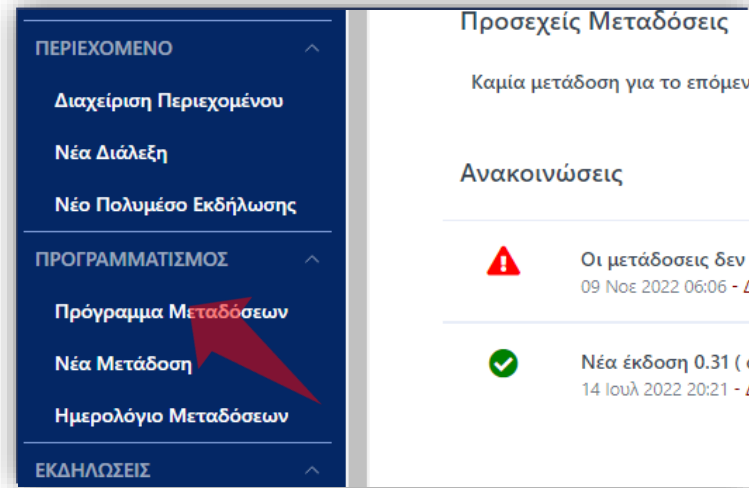 ΠΕΡΙΕΧΟΜΕΝΟ
Διαχείριση Περιεχομένου
Νέα Διάλεξη
Νέο Πολυμέσο Εκδήλωσης
ΠΡΟΓΡΑΜΜΑΤΙΣΜΟΣ
Πρόγραμμα Μεταδόσεων
Νέα Μετάδοση
Ημερολόγιο Μεταδόσεων
ΕΚΔΗΛΩΣΕΙΣ
Προσεχείς Μεταδόσεις
Καμία μετάδοση για το
Ανακοινώσεις
Οι μετάδοσεις δεν
09 Νοε 2022 06:06 -
Νέα έκδοση 0.31 (
14 Ιουλ 2022 20:21 -